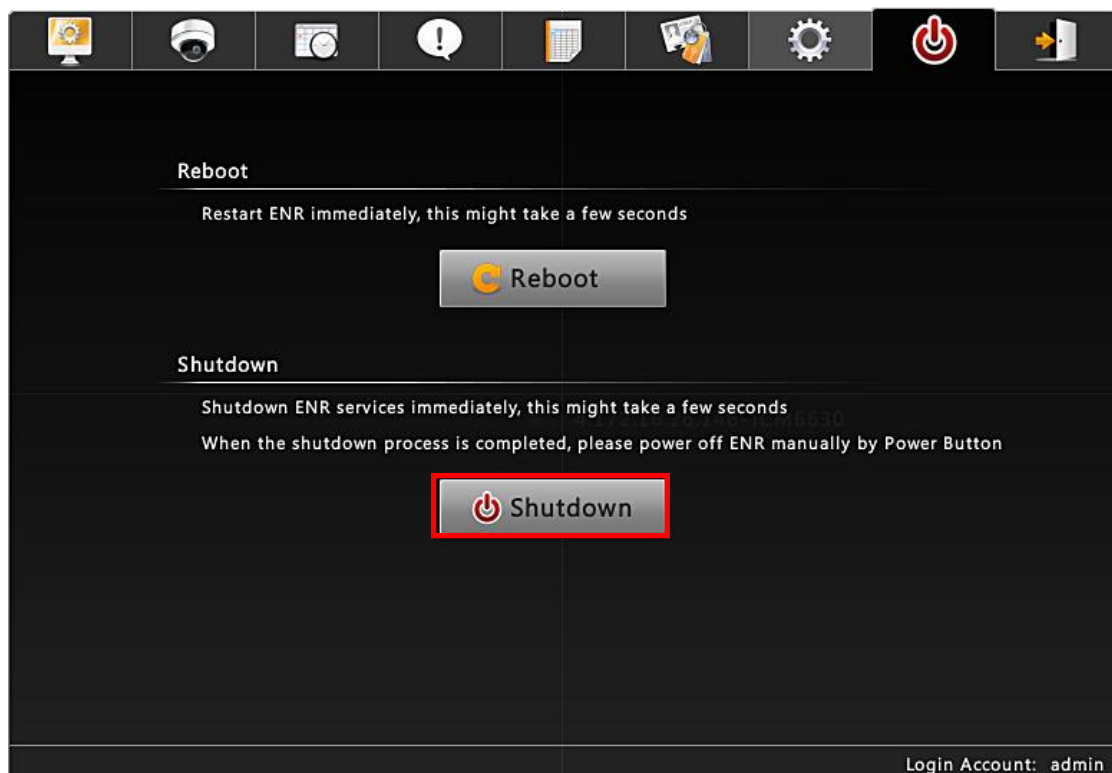 Reboot
Restart ENR immediately, this might take a few seconds
Reboot
Shutdown
Shutdown ENR services immediately, this might take a few seconds
When the shutdown process is completed, please power off ENR manually by Power Button
Shutdown
Login Account: admin